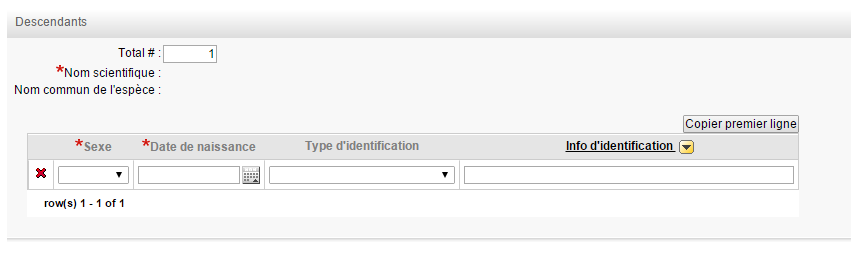 Descendants
Total # : 1
*Nom scientifique :
Nom commun de l'espèce :
Copier premier ligne
*Sexe *Date de naissance Type d'identification Info d'identification
row(s) 1 - 1 of 1